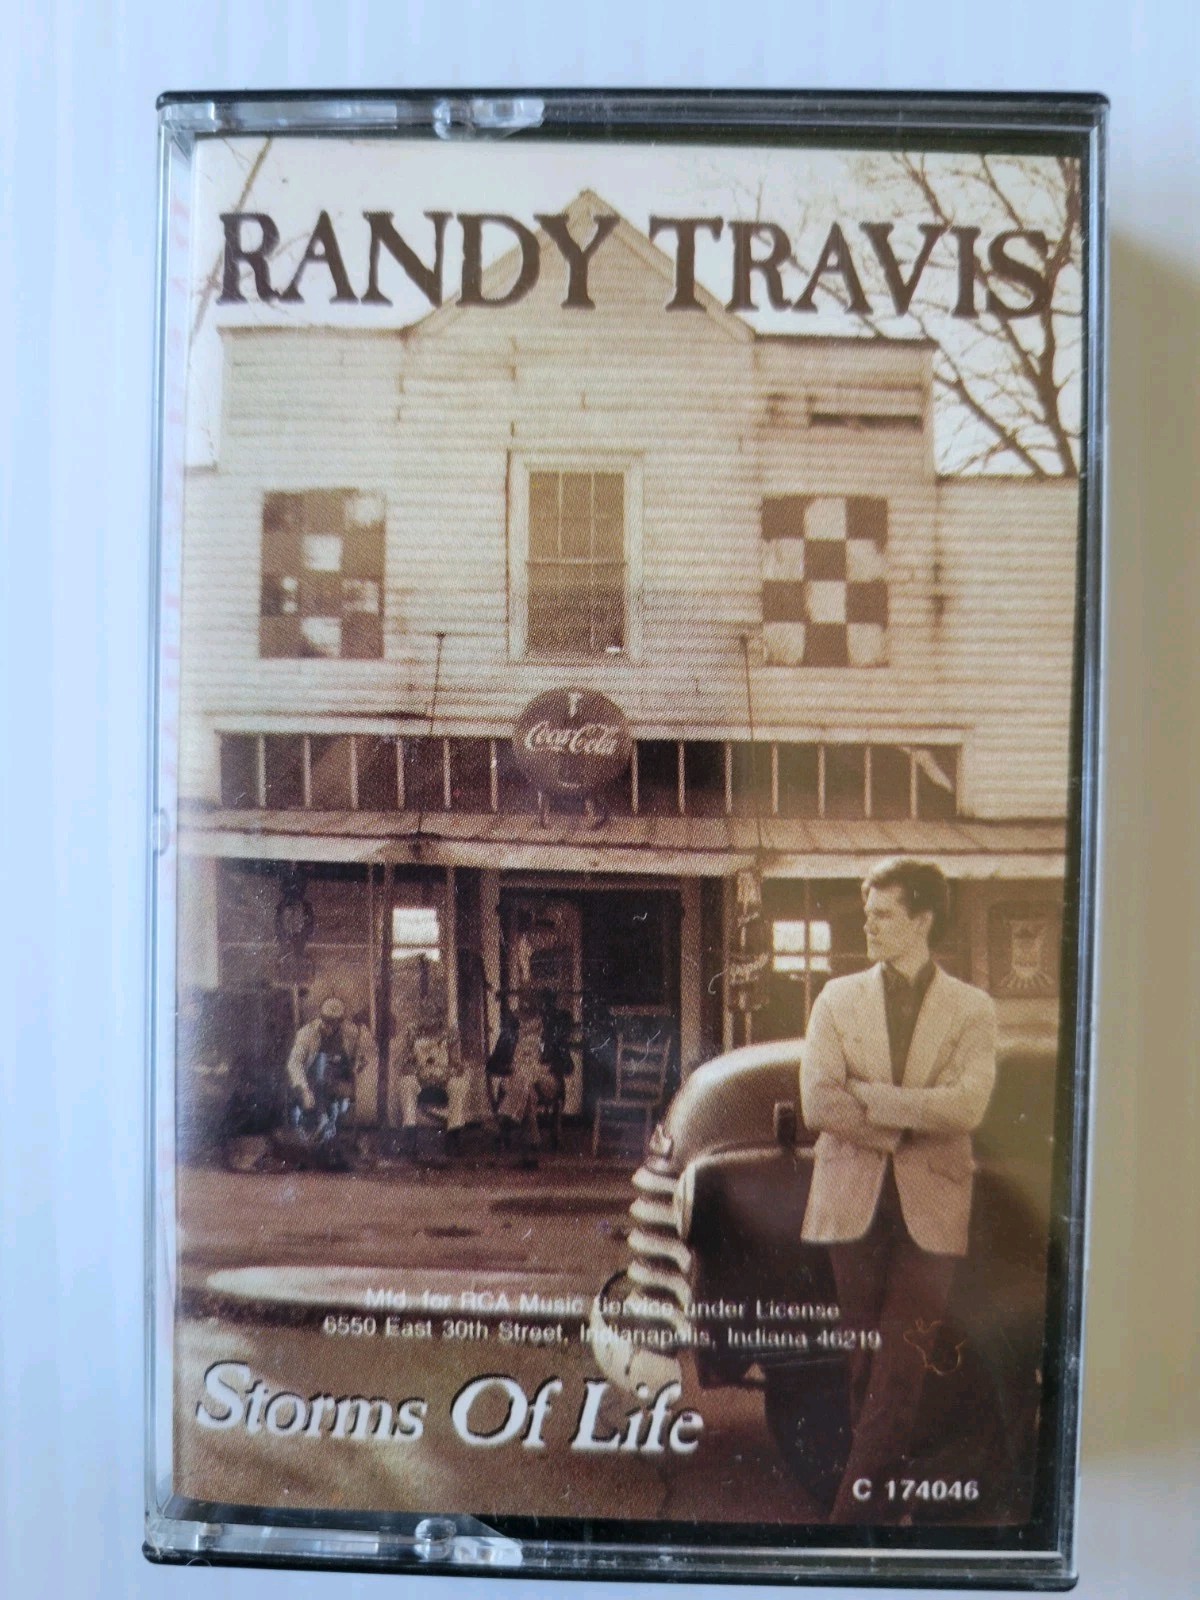 RANDY TRAVIS
Coca-Cola
Mfd. for RCA Music Service under License
6550 East 30th Street, Indianapolis, Indiana 46219
Storms Of Life
C 174046